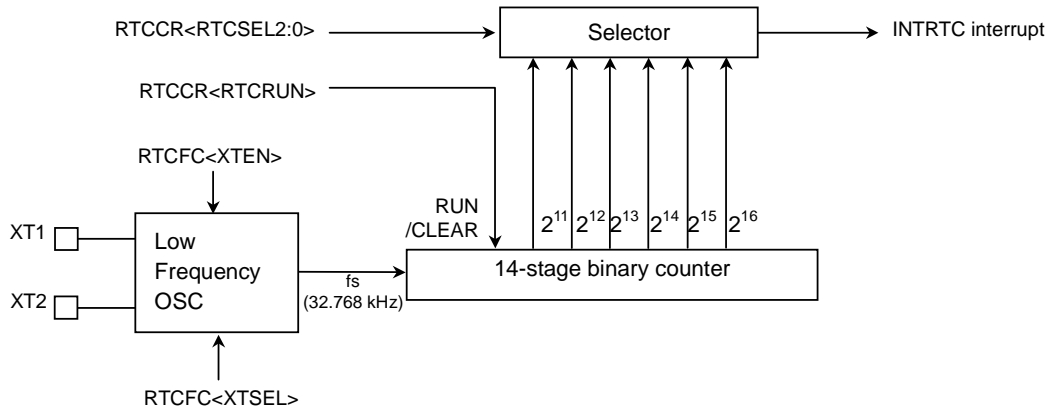 RTCCR<RTCSEL2:0>
Selector
INTRTC interrupt
RTCCR<RTCRUN>
RTCFC<XTEN>
RUN
/CLEAR
2¹¹ 2¹² 2¹³ 2¹⁴ 2¹⁵ 2¹⁶
XT1
Low
Frequency
OSC
14-stage binary counter
XT2
fs
(32.768 kHz)
RTCFC<XTSEL>